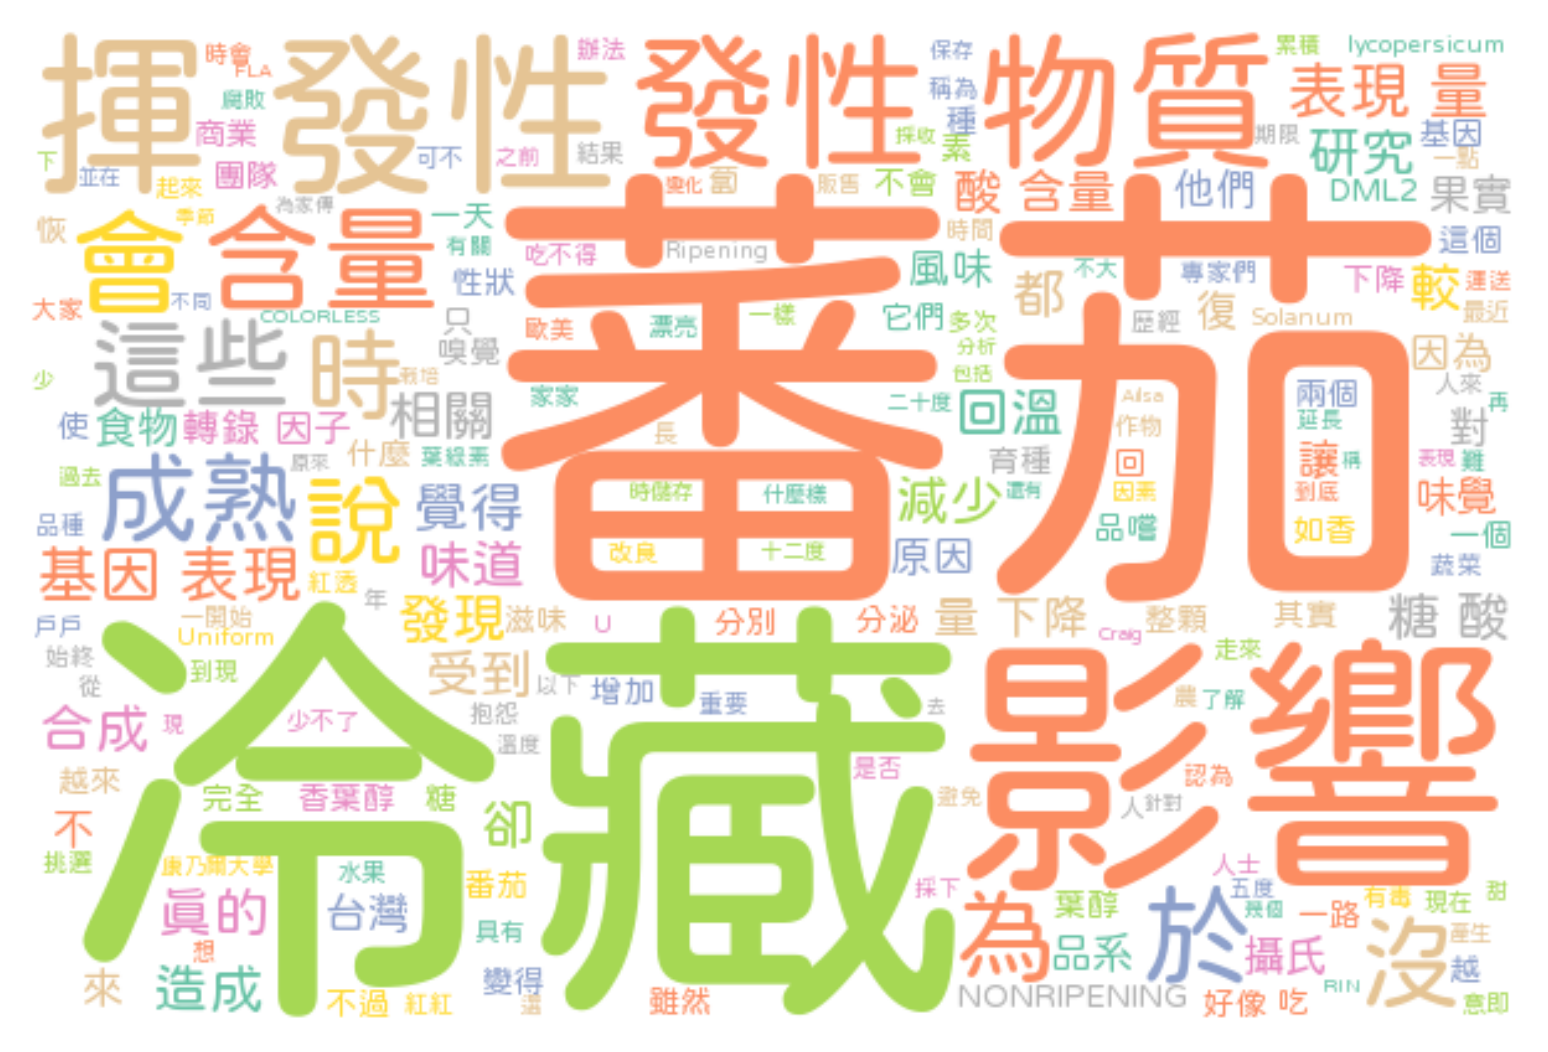 揮發性
時會
FLA
腐敗
商業
下
並在
起來
團隊
可不
之前
辦法
結果
發性
物質
保存
稱為
種
採收
素
期限
累積
lycopersicum
表現 量
研究
基因
一點
DML2
果實
恢
季節
為家傳
會
含量
一天
有關
吃不得
Ripening
變化
蔔
販售
不會
酸 含量
他們
時間
這個
大家
不同
COLORLESS
性狀
風味
都
不大
專家們
下降
較
運送
最近
這些
時
只
嗅覺
歐美
漂亮
一樣
它們
多次
分析
包括
歷經
復
Solanum
因為
人來
再
少
栽培
使
食物
轉錄 因子
相關
家家
二十度
回溫
Ailsa
作物
兩個
延長
對
過去
原來
什麼
葉綠素
長
育種
回
讓
稱
表現
難
成熟
說
覺得
時儲存
什麼樣
減少
還有
因素
到底
味覺
品種
改良
十二度
原因
品嚐
如香
一個
蔬菜
基因 表現
紅透
味道
番茄
年
發現
滋味
U
分別
分泌
量 下降
Craig
整顆
其實
糖 酸
戶戶
一開始
Uniform
始終
到現
從
受到
以下
增加
重要
去
走來
農
了解
合成
現
少不了
抱怨
溫度
冷藏
影響
是否
避免
認為
人
針對
越來
完全
香葉醇
糖
卻
不
挑選
康乃爾大學
水果
番茄
採下
人士
五度
幾個
有毒
現在
甜
真的
想
台灣
具有
為
葉醇
品系
於
攝氏
一路
沒
產生
越
來
造成
不過
紅紅
變得
雖然
NONRIPENING
好像 吃
RIN
意即